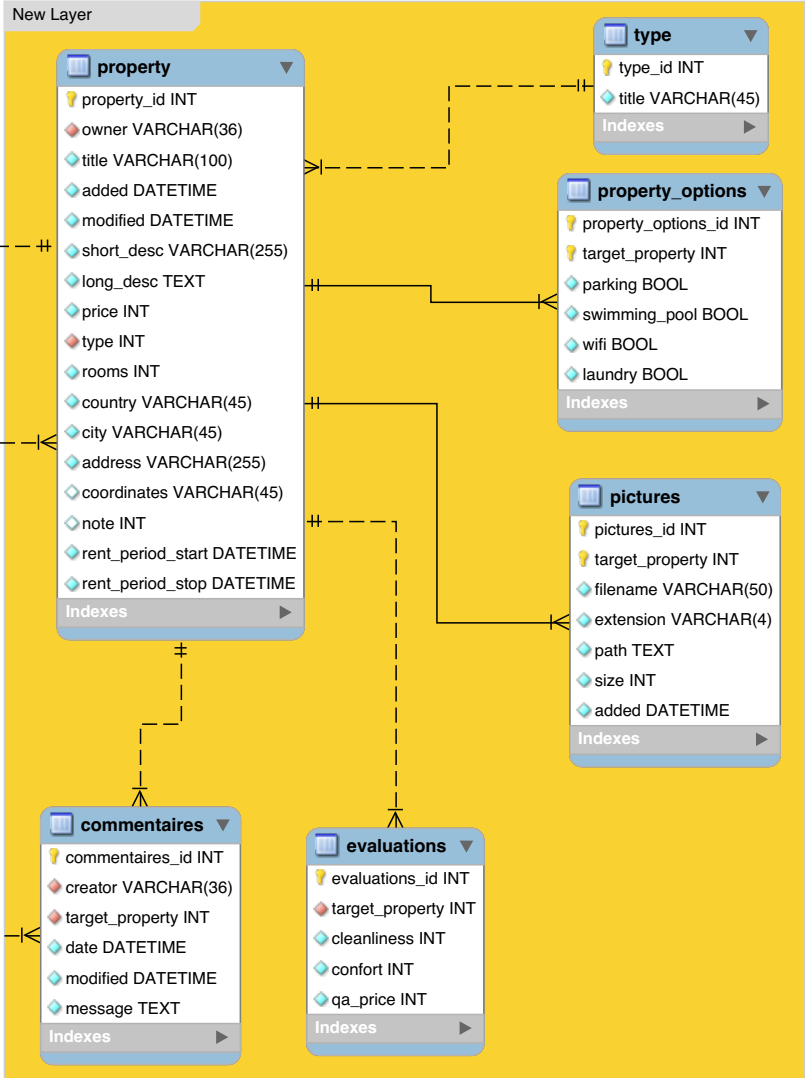 New Layer
property
property_id INT
owner VARCHAR(36)
title VARCHAR(100)
added DATETIME
modified DATETIME
short_desc VARCHAR(255)
long_desc TEXT
price INT
type INT
rooms INT
country VARCHAR(45)
city VARCHAR(45)
address VARCHAR(255)
coordinates VARCHAR(45)
note INT
rent_period_start DATETIME
rent_period_stop DATETIME
Indexes
type
type_id INT
title VARCHAR(45)
Indexes
property_options
property_options_id INT
target_property INT
parking BOOL
swimming_pool BOOL
wifi BOOL
laundry BOOL
Indexes
pictures
pictures_id INT
target_property INT
filename VARCHAR(50)
extension VARCHAR(4)
path TEXT
size INT
added DATETIME
Indexes
commentaires
commentaires_id INT
creator VARCHAR(36)
target_property INT
date DATETIME
modified DATETIME
message TEXT
Indexes
evaluations
evaluations_id INT
target_property INT
cleanliness INT
confort INT
qa_price INT
Indexes